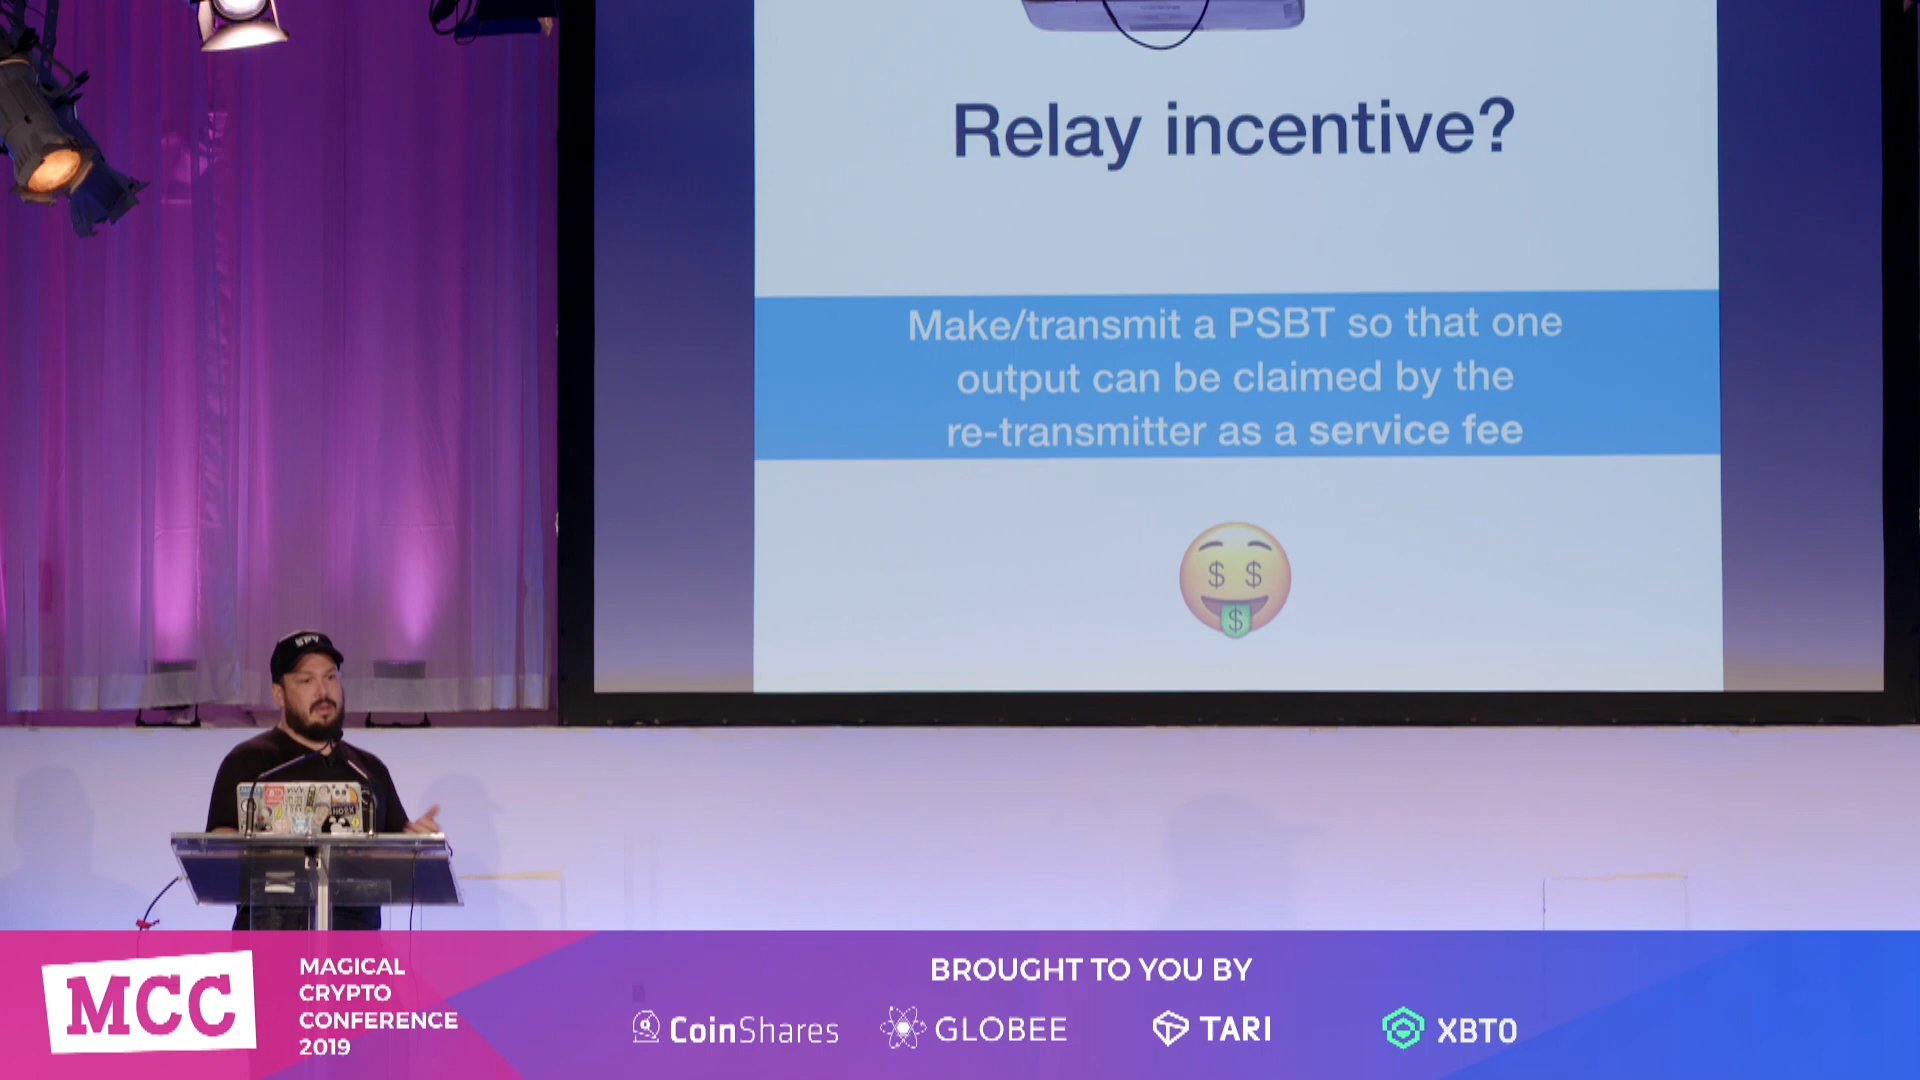 Relay incentive?
Make/transmit a PSBT so that one
output can be claimed by the
re-transmitter as a service fee
$ $
$
SPV
MCC
MAGICAL
CRYPTO
CONFERENCE
2019
BROUGHT TO YOU BY
CoinShares
GLOBEE
TARI
XBTO